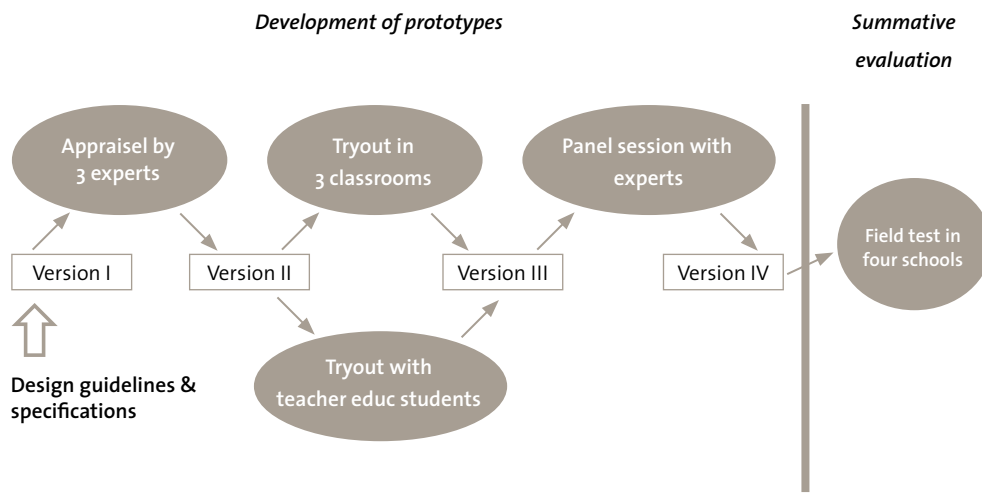 Development of prototypes
Summative
evaluation
Appraisel by
3 experts
Tryout in
3 classrooms
Panel session with
experts
Field test in
four schools
Version I
Version II
Version III
Version IV
Tryout with
teacher educ students
Design guidelines &
specifications